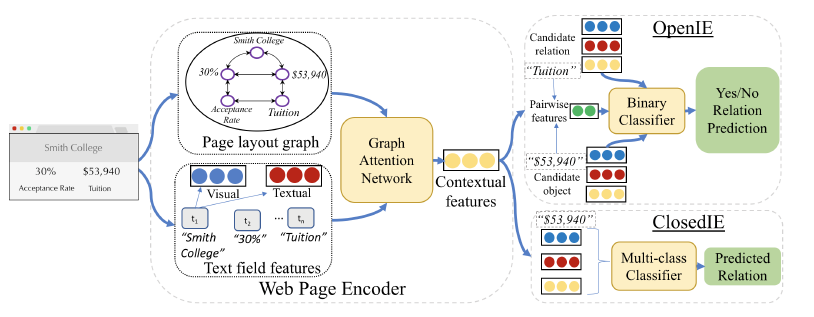 Smith College
30%
$53,940
Acceptance Rate
Tuition
Smith College
30%
$53,940
Acceptance
Rate
Tuition
Page layout graph
Visual
Textual
t1
t2
...
tn
"Smith
College"
"30%"
"Tuition"
Text field features
Web Page Encoder
Graph
Attention
Network
Contextual
features
OpenIE
Candidate
relation
"Tuition"
Pairwise
features
"$53,940"
Candidate
object
Binary
Classifier
Yes/No
Relation
Prediction
ClosedIE
"$53,940"
Multi-class
Classifier
Predicted
Relation